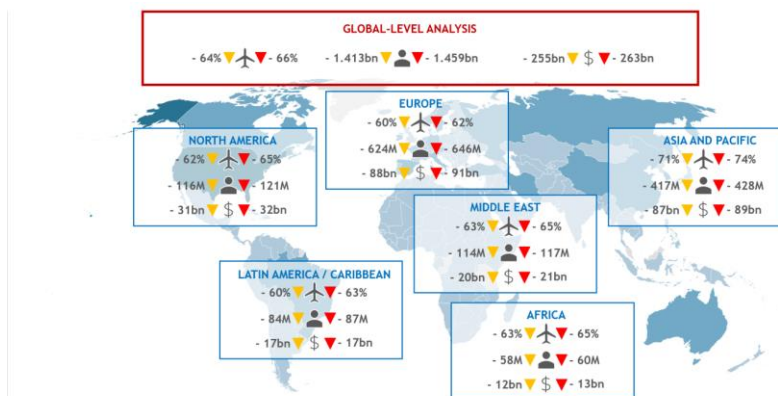 GLOBAL-LEVEL ANALYSIS
- 64% - 66% - 1.413bn - 1.459bn - 255bn $ - 263bn
EUROPE
- 60% - 62%
- 624M - 646M
- 88bn $ - 91bn
NORTH AMERICA
- 62% - 65%
- 116M - 121M
- 31bn $ - 32bn
ASIA AND PACIFIC
- 71% - 74%
- 417M - 428M
- 87bn $ - 89bn
MIDDLE EAST
- 63% - 65%
- 114M - 117M
- 20bn $ - 21bn
LATIN AMERICA / CARIBBEAN
- 60% - 63%
- 84M - 87M
- 17bn $ - 17bn
AFRICA
- 63% - 65%
- 58M - 60M
- 12bn $ - 13bn